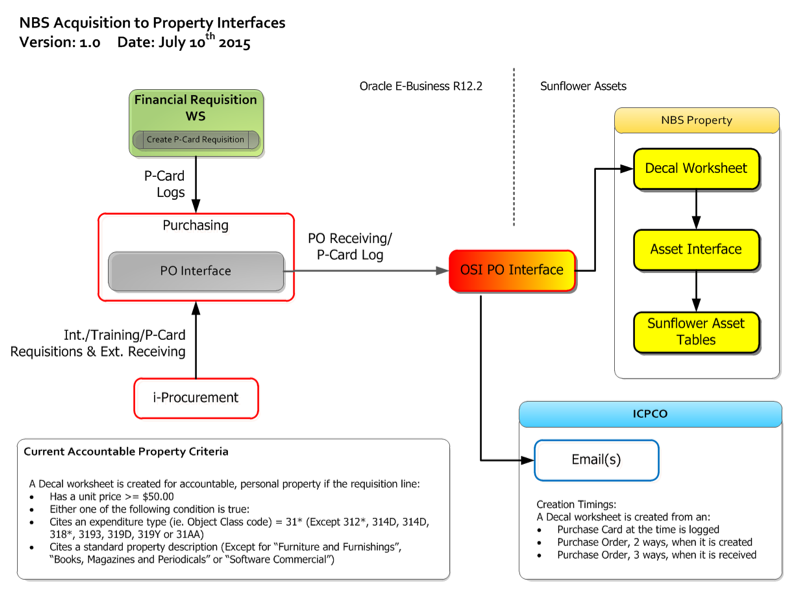 NBS Acquisition to Property Interfaces
Version: 1.0 Date: July 10th 2015
Oracle E-Business R12.2
Sunflower Assets
Financial Requisition
WS
Create P-Card Requisition
P-Card
Logs
Purchasing
PO Interface
PO Receiving/
P-Card Log
OSI PO Interface
NBS Property
Decal Worksheet
Asset Interface
Sunflower Asset
Tables
Int./Training/P-Card
Requisitions & Ext. Receiving
i-Procurement
ICPCO
Email(s)
Creation Timings:
A Decal worksheet is created from an:
• Purchase Card at the time is logged
• Purchase Order, 2 ways, when it is created
• Purchase Order, 3 ways, when it is received
Current Accountable Property Criteria
A Decal worksheet is created for accountable, personal property if the requisition line:
• Has a unit price >= $50.00
• Either one of the following condition is true:
• Cites an expenditure type (ie. Object Class code) = 31* (Except 312*, 314D, 314D,
318*, 3193, 319D, 319Y or 31AA)
• Cites a standard property description (Except for “Furniture and Furnishings”,
“Books, Magazines and Periodicals” or “Software Commercial”)